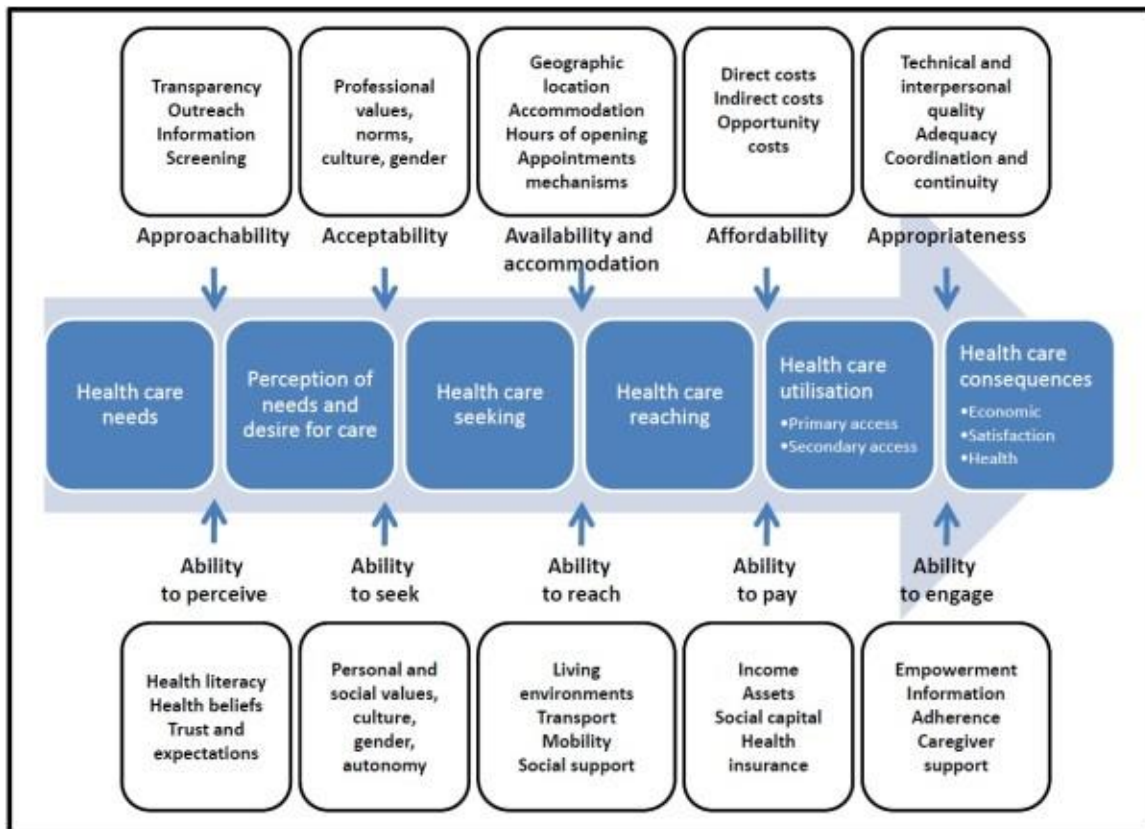 Transparency
Outreach
Information
Screening
Professional
values,
norms,
culture, gender
Geographic
location
Accommodation
Hours of opening
Appointments
mechanisms
Direct costs
Indirect costs
Opportunity
costs
Technical and
interpersonal
quality
Adequacy
Coordination and
continuity
Approachability
Acceptability
Availability and
accommodation
Affordability
Appropriateness
Health care
needs
Perception of
needs and
desire for care
Health care
seeking
Health care
reaching
Health care
utilisation
•Primary access
•Secondary access
Health care
consequences
•Economic
•Satisfaction
•Health
Ability
to perceive
Ability
to seek
Ability
to reach
Ability
to pay
Ability
to engage
Health literacy
Health beliefs
Trust and
expectations
Personal and
social values,
culture,
gender,
autonomy
Living
environments
Transport
Mobility
Social support
Income
Assets
Social capital
Health
insurance
Empowerment
Information
Adherence
Caregiver
support